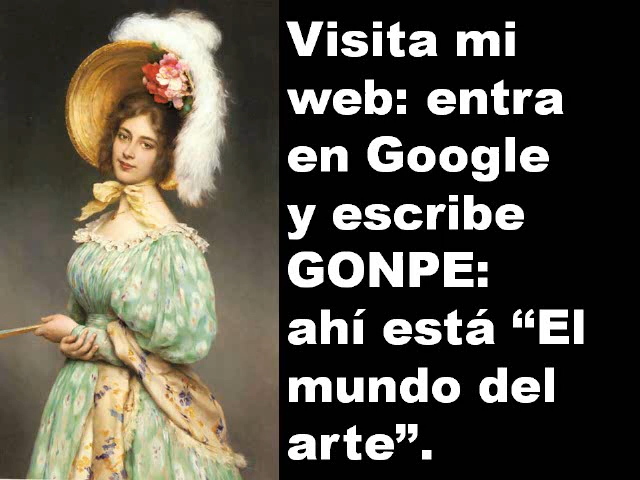 Visita mi
web: entra
en Google
y escribe
GONPE:
ahí está “El
mundo del
arte”.